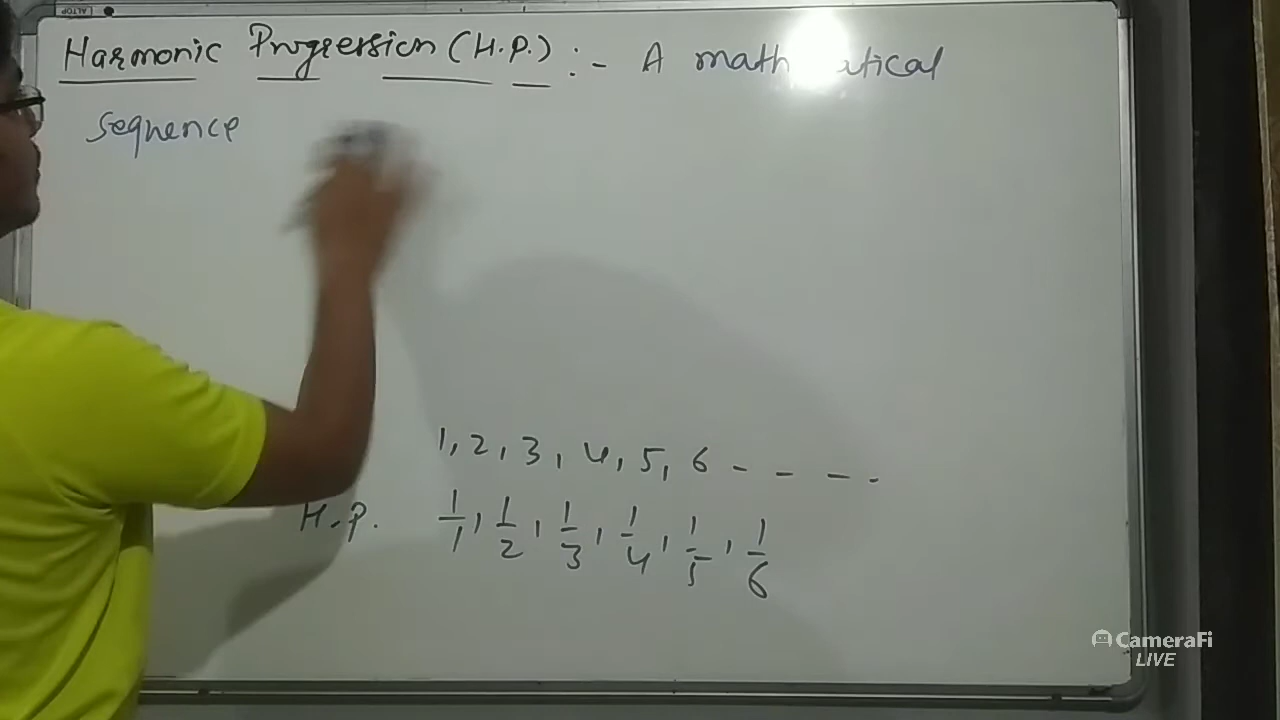 Harmonic Progression (H.P.) :- A mathematical
sequence
1, 2, 3, 4, 5, 6 - - - -
H.P. 1/1, 1/2, 1/3, 1/4, 1/5, 1/6
CameraFi
LIVE